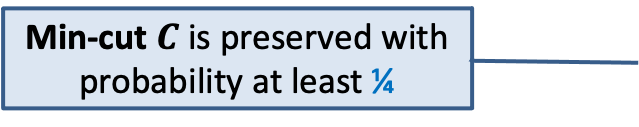 Min-cut C is preserved with
probability at least ¼